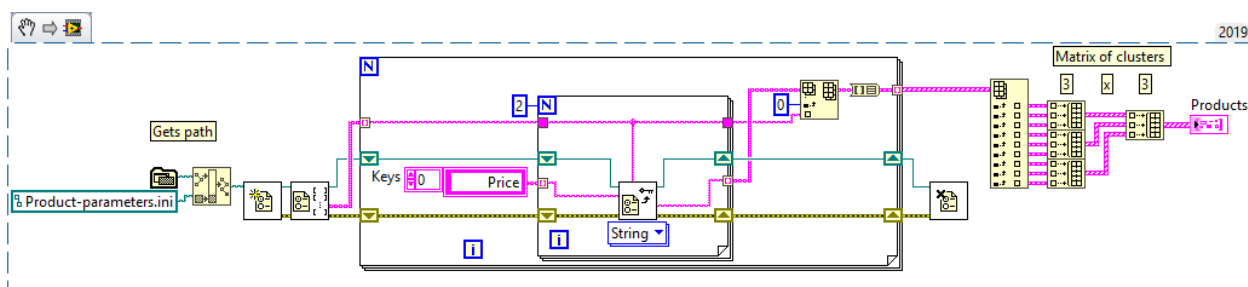 2019
Matrix of clusters
3 x 3
Products
N
2 N
0
Gets path
Keys 0 Price
Product-parameters.ini
String
i
i